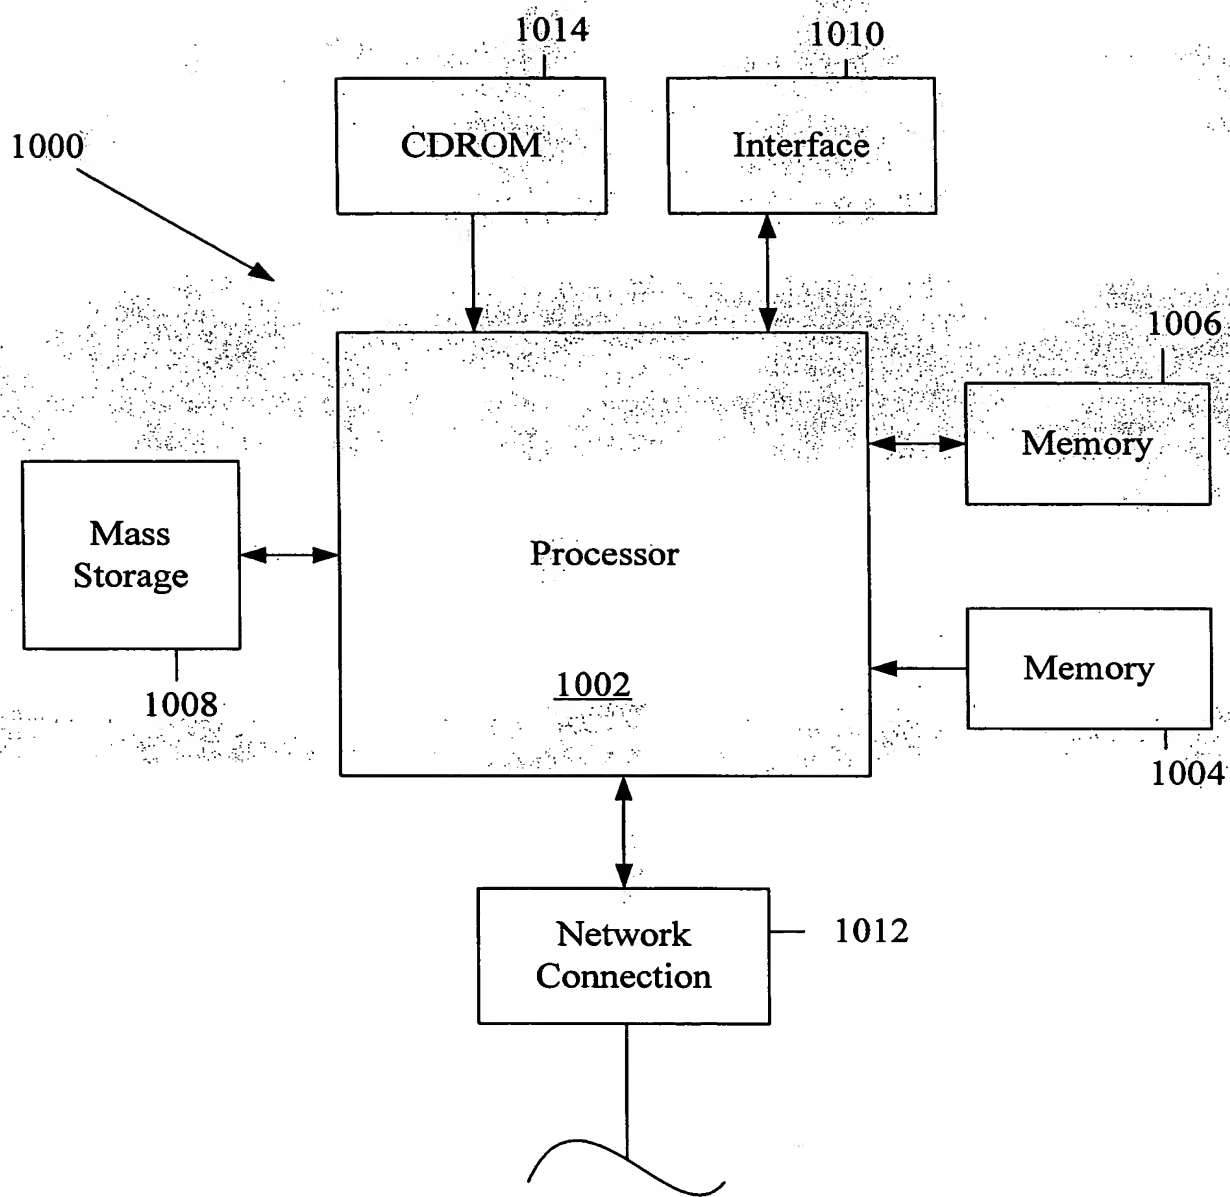 1014
1010
1000
CDROM
Interface
1006
Memory
Mass
Storage
Processor
1008
1002
Memory
1004
Network
Connection
1012